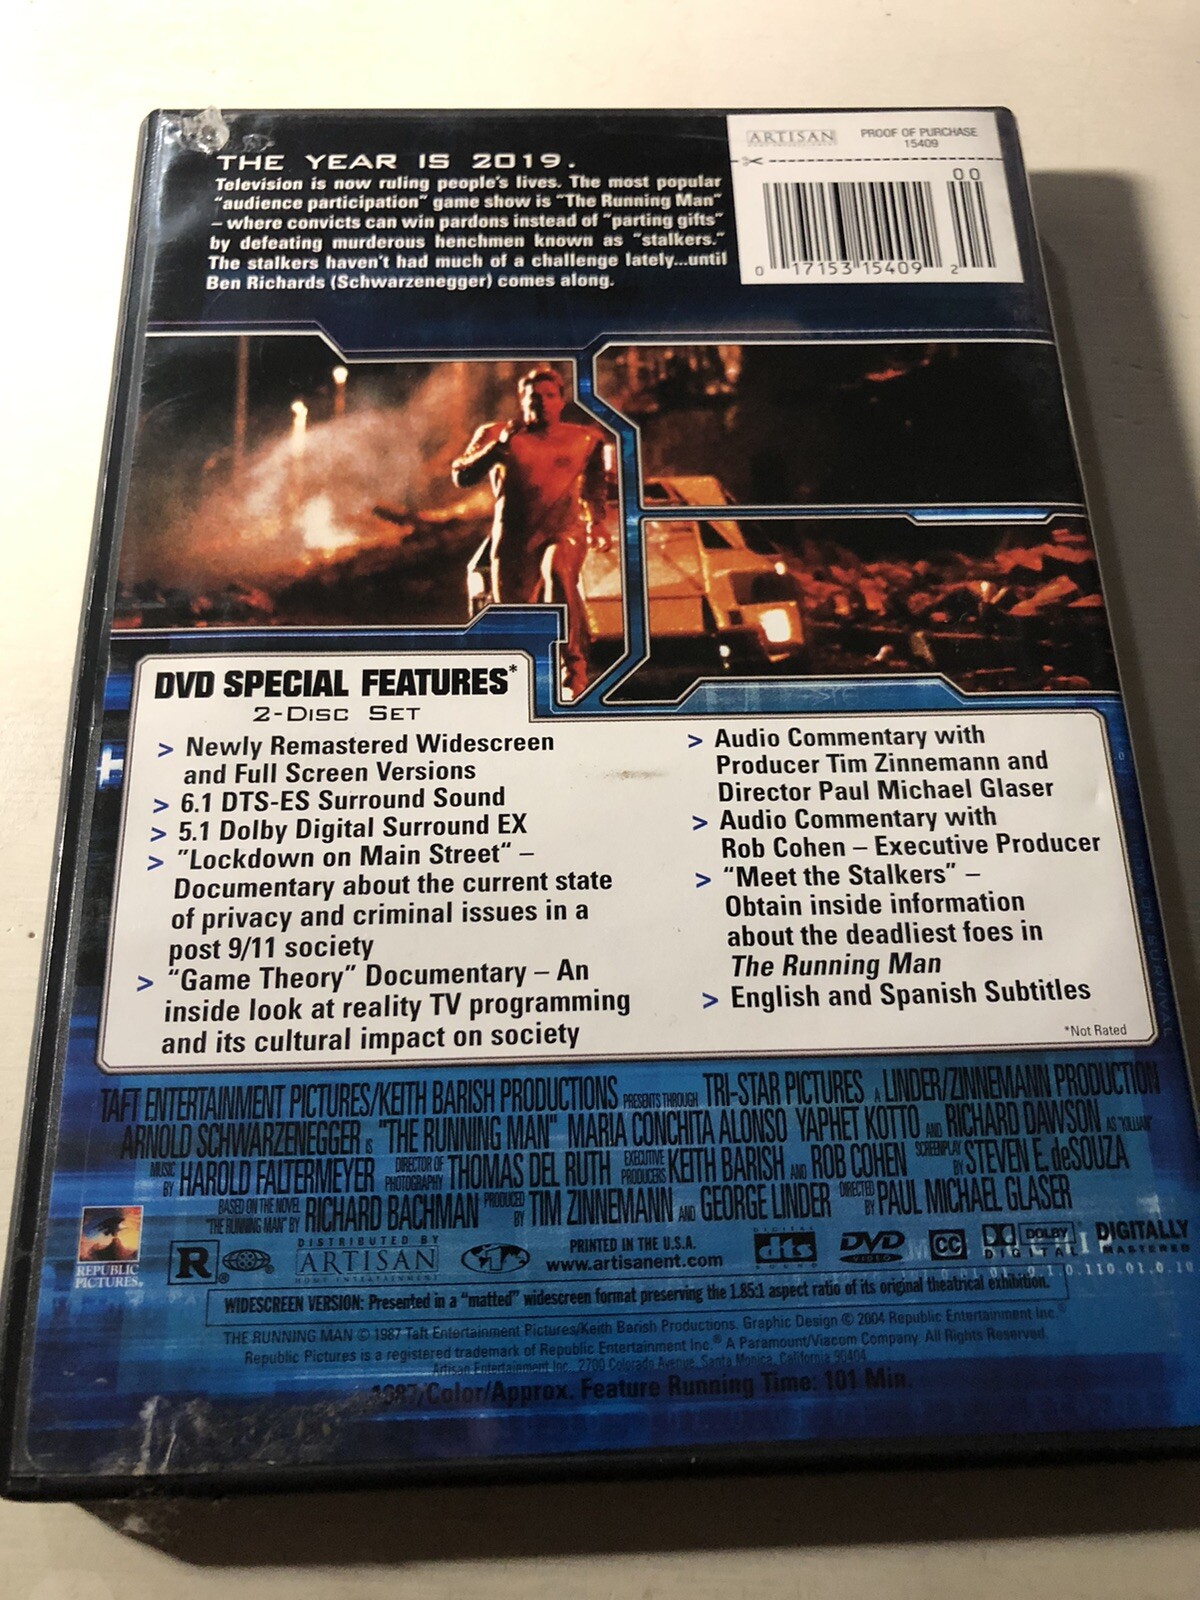 THE YEAR IS 2019.
Television is now ruling people's lives. The most popular
"audience participation" game show is "The Running Man"
– where convicts can win pardons instead of "parting gifts"
by defeating murderous henchmen known as "stalkers."
The stalkers haven't had much of a challenge lately...until
Ben Richards (Schwarzenegger) comes along.
ARTISAN
PROOF OF PURCHASE
15409
00
0 17153 15409 2
DVD SPECIAL FEATURES*
2-DISC SET
> Newly Remastered Widescreen
and Full Screen Versions
> 6.1 DTS-ES Surround Sound
> 5.1 Dolby Digital Surround EX
> "Lockdown on Main Street" –
Documentary about the current state
of privacy and criminal issues in a
post 9/11 society
> "Game Theory" Documentary – An
inside look at reality TV programming
and its cultural impact on society
> Audio Commentary with
Producer Tim Zinnemann and
Director Paul Michael Glaser
> Audio Commentary with
Rob Cohen – Executive Producer
> "Meet the Stalkers" –
Obtain inside information
about the deadliest foes in
The Running Man
> English and Spanish Subtitles
*Not Rated
TAFT ENTERTAINMENT PICTURES/KEITH BARISH PRODUCTIONS PRESENTS THROUGH TRI-STAR PICTURES A LINDER/ZINNEMANN PRODUCTION
ARNOLD SCHWARZENEGGER IS "THE RUNNING MAN" MARIA CONCHITA ALONSO YAPHET KOTTO AND RICHARD DAWSON AS "KILLIAN"
MUSIC BY HAROLD FALTERMEYER DIRECTOR OF PHOTOGRAPHY THOMAS DEL RUTH EXECUTIVE PRODUCERS KEITH BARISH AND ROB COHEN SCREENPLAY BY STEVEN E. deSOUZA
BASED ON THE NOVEL "THE RUNNING MAN" BY RICHARD BACHMAN PRODUCED BY TIM ZINNEMANN AND GEORGE LINDER DIRECTED BY PAUL MICHAEL GLASER
REPUBLIC
PICTURES®
R®
DISTRIBUTED BY
ARTISAN
HOME ENTERTAINMENT
PRINTED IN THE U.S.A.
www.artisanent.com
DIGITAL
dts
SOUND
DVD
VIDEO
CC
DOLBY
DIGITAL
DIGITALLY
MASTERED
WIDESCREEN VERSION: Presented in a "matted" widescreen format preserving the 1.85:1 aspect ratio of its original theatrical exhibition.
THE RUNNING MAN © 1987 Taft Entertainment Pictures/Keith Barish Productions. Graphic Design © 2004 Republic Entertainment Inc.®
Republic Pictures is a registered trademark of Republic Entertainment Inc.® A Paramount/Viacom Company. All Rights Reserved.
Artisan Entertainment Inc., 2700 Colorado Avenue, Santa Monica, California 90404
1987/Color/Approx. Feature Running Time: 101 Min.